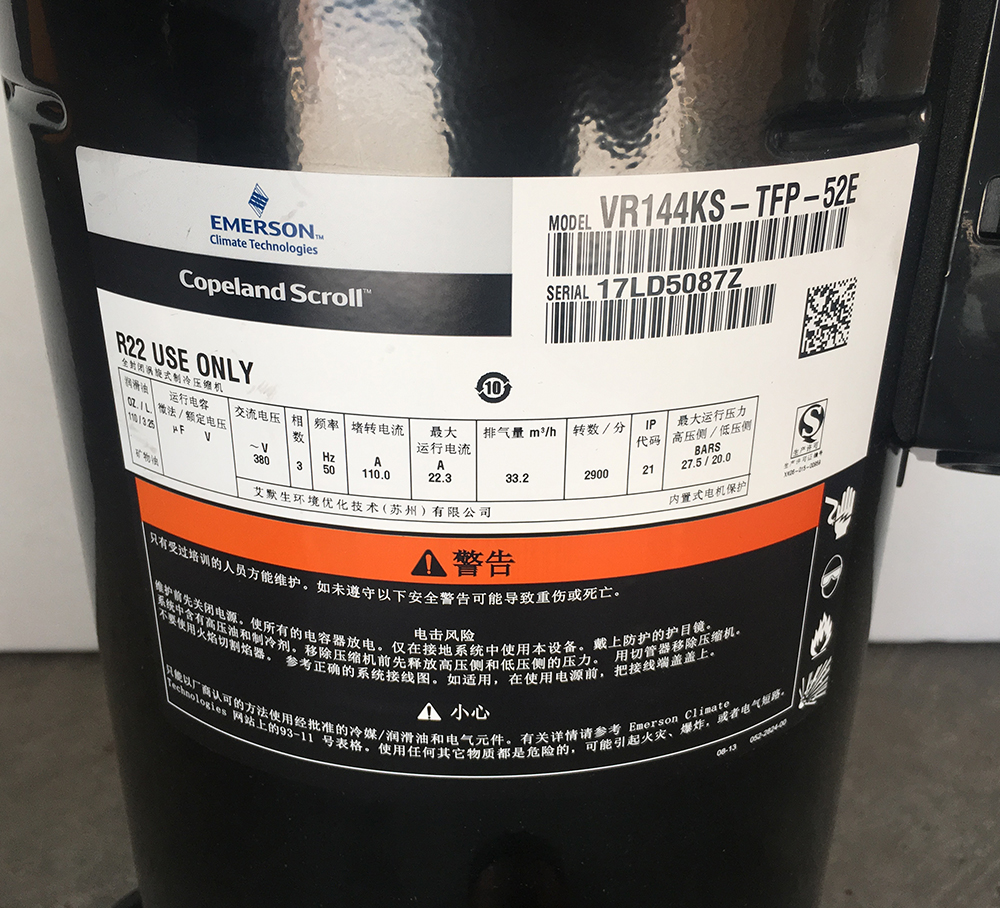 EMERSON™
Climate Technologies
Copeland Scroll™
MODEL VR144KS-TFP-52E
SERIAL 17LD5087Z
R22 USE ONLY
全封闭涡旋式制冷压缩机
10
润滑油 OZ./L. 110/3.25 矿物油
运行电容 微法/额定电压 μF V
交流电压 ~V 380
相数 3
频率 Hz 50
堵转电流 A 110.0
最大运行电流 A 22.3
排气量 m³/h 33.2
转数/分 2900
IP代码 21
最大运行压力 高压侧/低压侧 BARS 27.5/20.0
艾默生环境优化技术(苏州)有限公司
内置式电机保护
生产许可
警告
只有受过培训的人员方能维护。如未遵守以下安全警告可能导致重伤或死亡。
电击风险
维护前先关闭电源。使所有的电容器放电。仅在接地系统中使用本设备。戴上防护的护目镜。
系统中含有高压油和制冷剂。移除压缩机前先释放高压侧和低压侧的压力。用切管器移除压缩机。
不要使用火焰切割焰器。参考正确的系统接线图。如适用,在使用电源前,把接线端盖盖上。
小心
只能以厂商认可的方法使用经批准的冷媒/润滑油和电气元件。有关详情请参考 Emerson Climate
Technologies 网站上的93-11 号表格。使用任何其它物质都是危险的,可能引起火灾、爆炸,或者电气短路。
08-13 052-2624-00